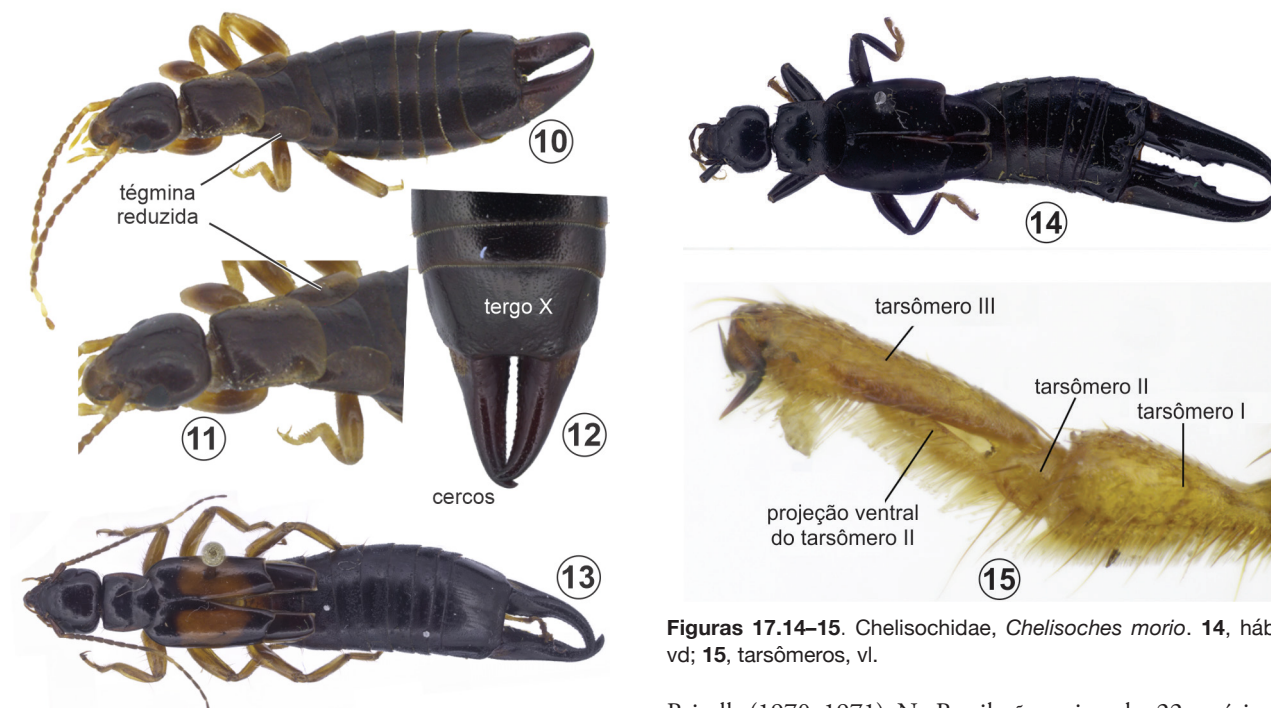 10
tégmina
reduzida
11
tergo X
12
cercos
13
14
tarsômero III
tarsômero II
tarsômero I
projeção ventral
do tarsômero II
15
Figuras 17.14–15. Chelisochidae, Chelisoches morio. 14, háb
vd; 15, tarsômeros, vl.